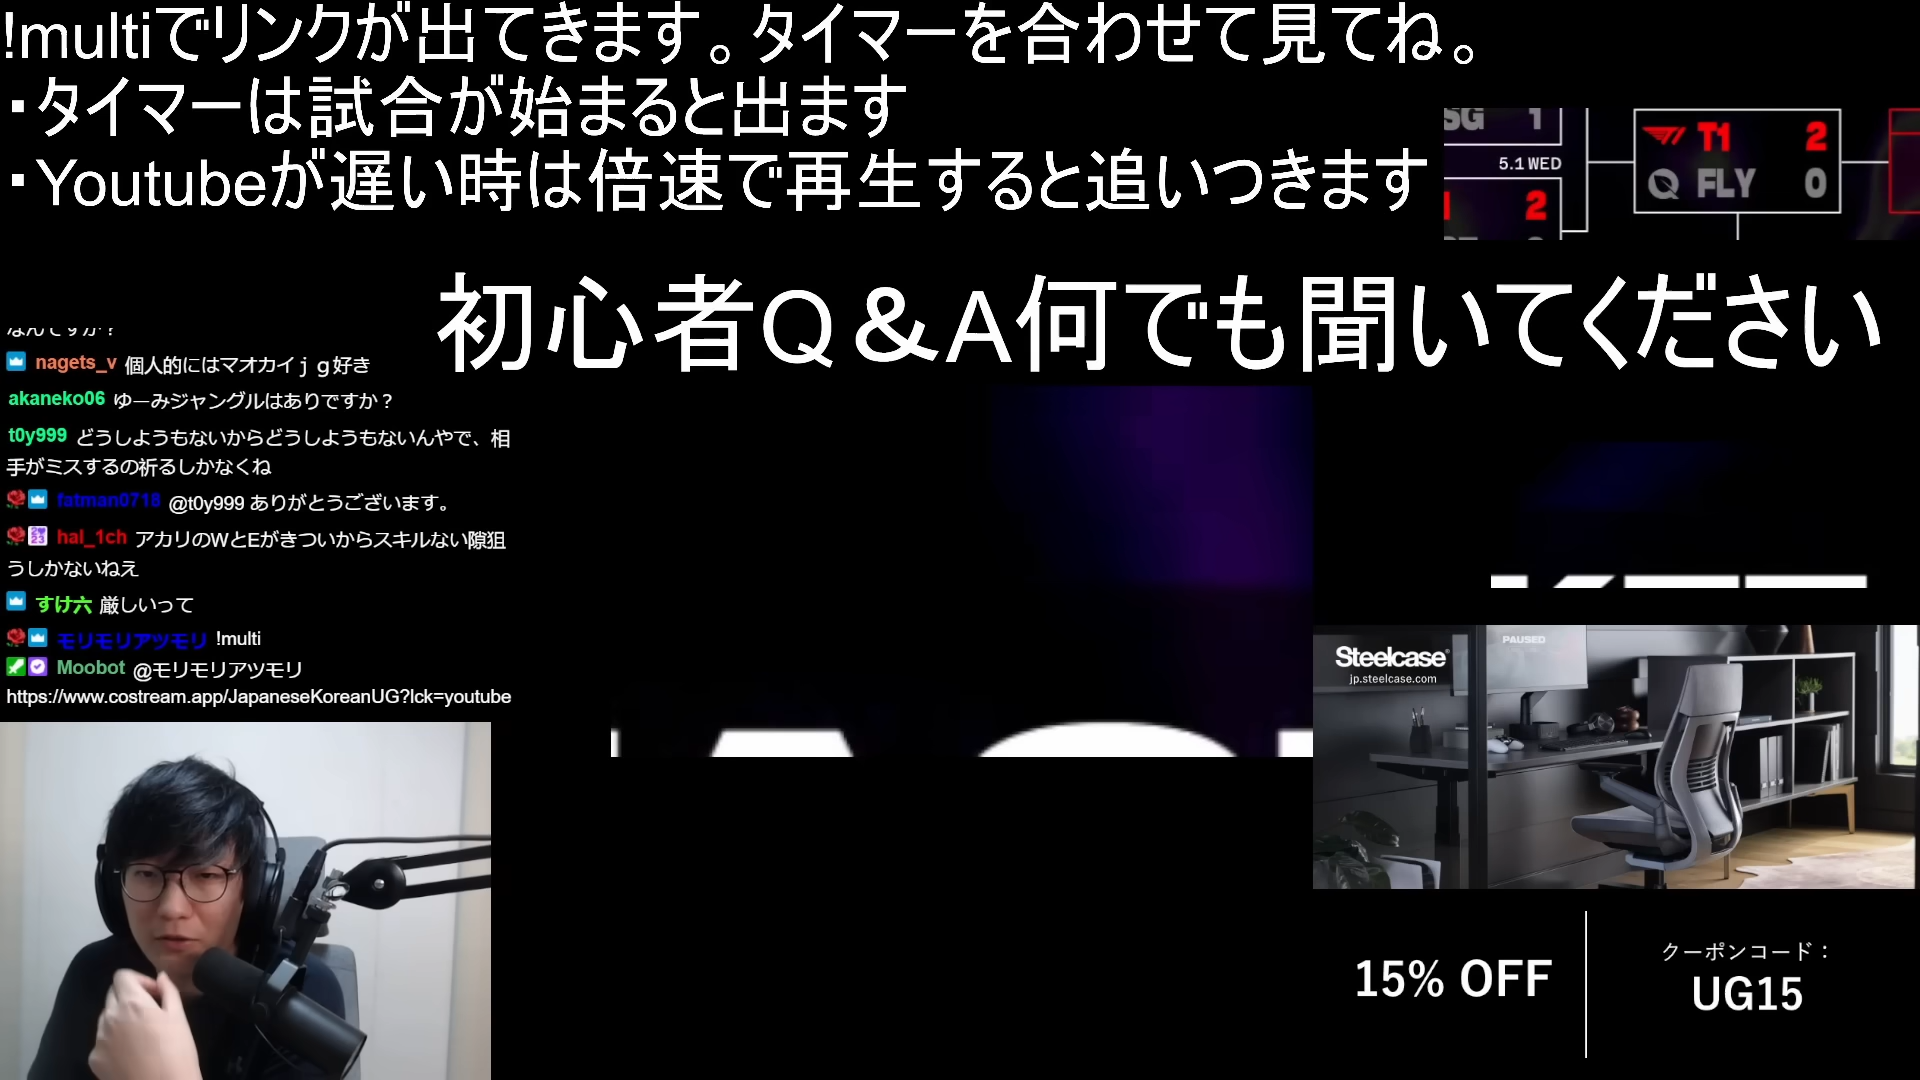 !multiでリンクが出てきます。タイマーを合わせて見てね。
・タイマーは試合が始まると出ます
・Youtubeが遅い時は倍速で再生すると追いつきます
SG 1
5.1 WED
2
T1 2
FLY 0
初心者Q＆A何でも聞いてください
なんですか？
nagets_v 個人的にはマオカイｊｇ好き
akaneko06 ゆーみジャングルはありですか？
t0y999 どうしようもないからどうしようもないんやで、相
手がミスするの祈るしかなくね
fatman0718 @t0y999 ありがとうございます。
hal_1ch アカリのWとEがきついからスキルない隙狙
うしかないねえ
すけ六 厳しいって
モリモリアツモリ !multi
Moobot @モリモリアツモリ
https://www.costream.app/JapaneseKoreanUG?lck=youtube
Steelcase
jp.steelcase.com
PAUSED
15% OFF
クーポンコード：
UG15